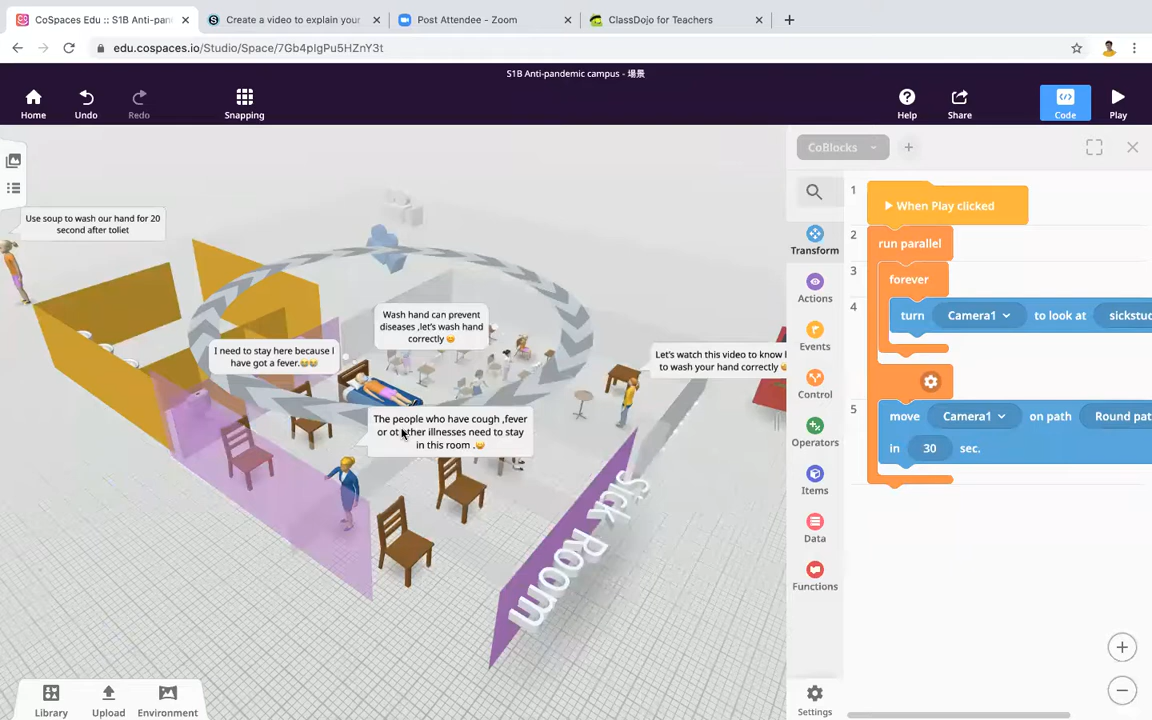 CoSpaces Edu :: S1B Anti-pan
Create a video to explain your
Post Attendee - Zoom
ClassDojo for Teachers
edu.cospaces.io/Studio/Space/7Gb4plgPu5HZnY3t
S1B Anti-pandemic campus - 場景
Home
Undo
Redo
Snapping
Help
Share
Code
Play
Use soup to wash our hand for 20
second after toliet
Wash hand can prevent
diseases ,let's wash hand
correctly
I need to stay here because I
have got a fever.
Let's watch this video to know
to wash your hand correctly
The people who have cough ,fever
or other illnesses need to stay
in this room .
Sick Room
Library
Upload
Environment
CoBlocks
Transform
Actions
Events
Control
Operators
Items
Data
Functions
Settings
1
When Play clicked
2
run parallel
3
forever
4
turn Camera1 to look at sickstuc
5
move Camera1 on path Round pat
in 30 sec.